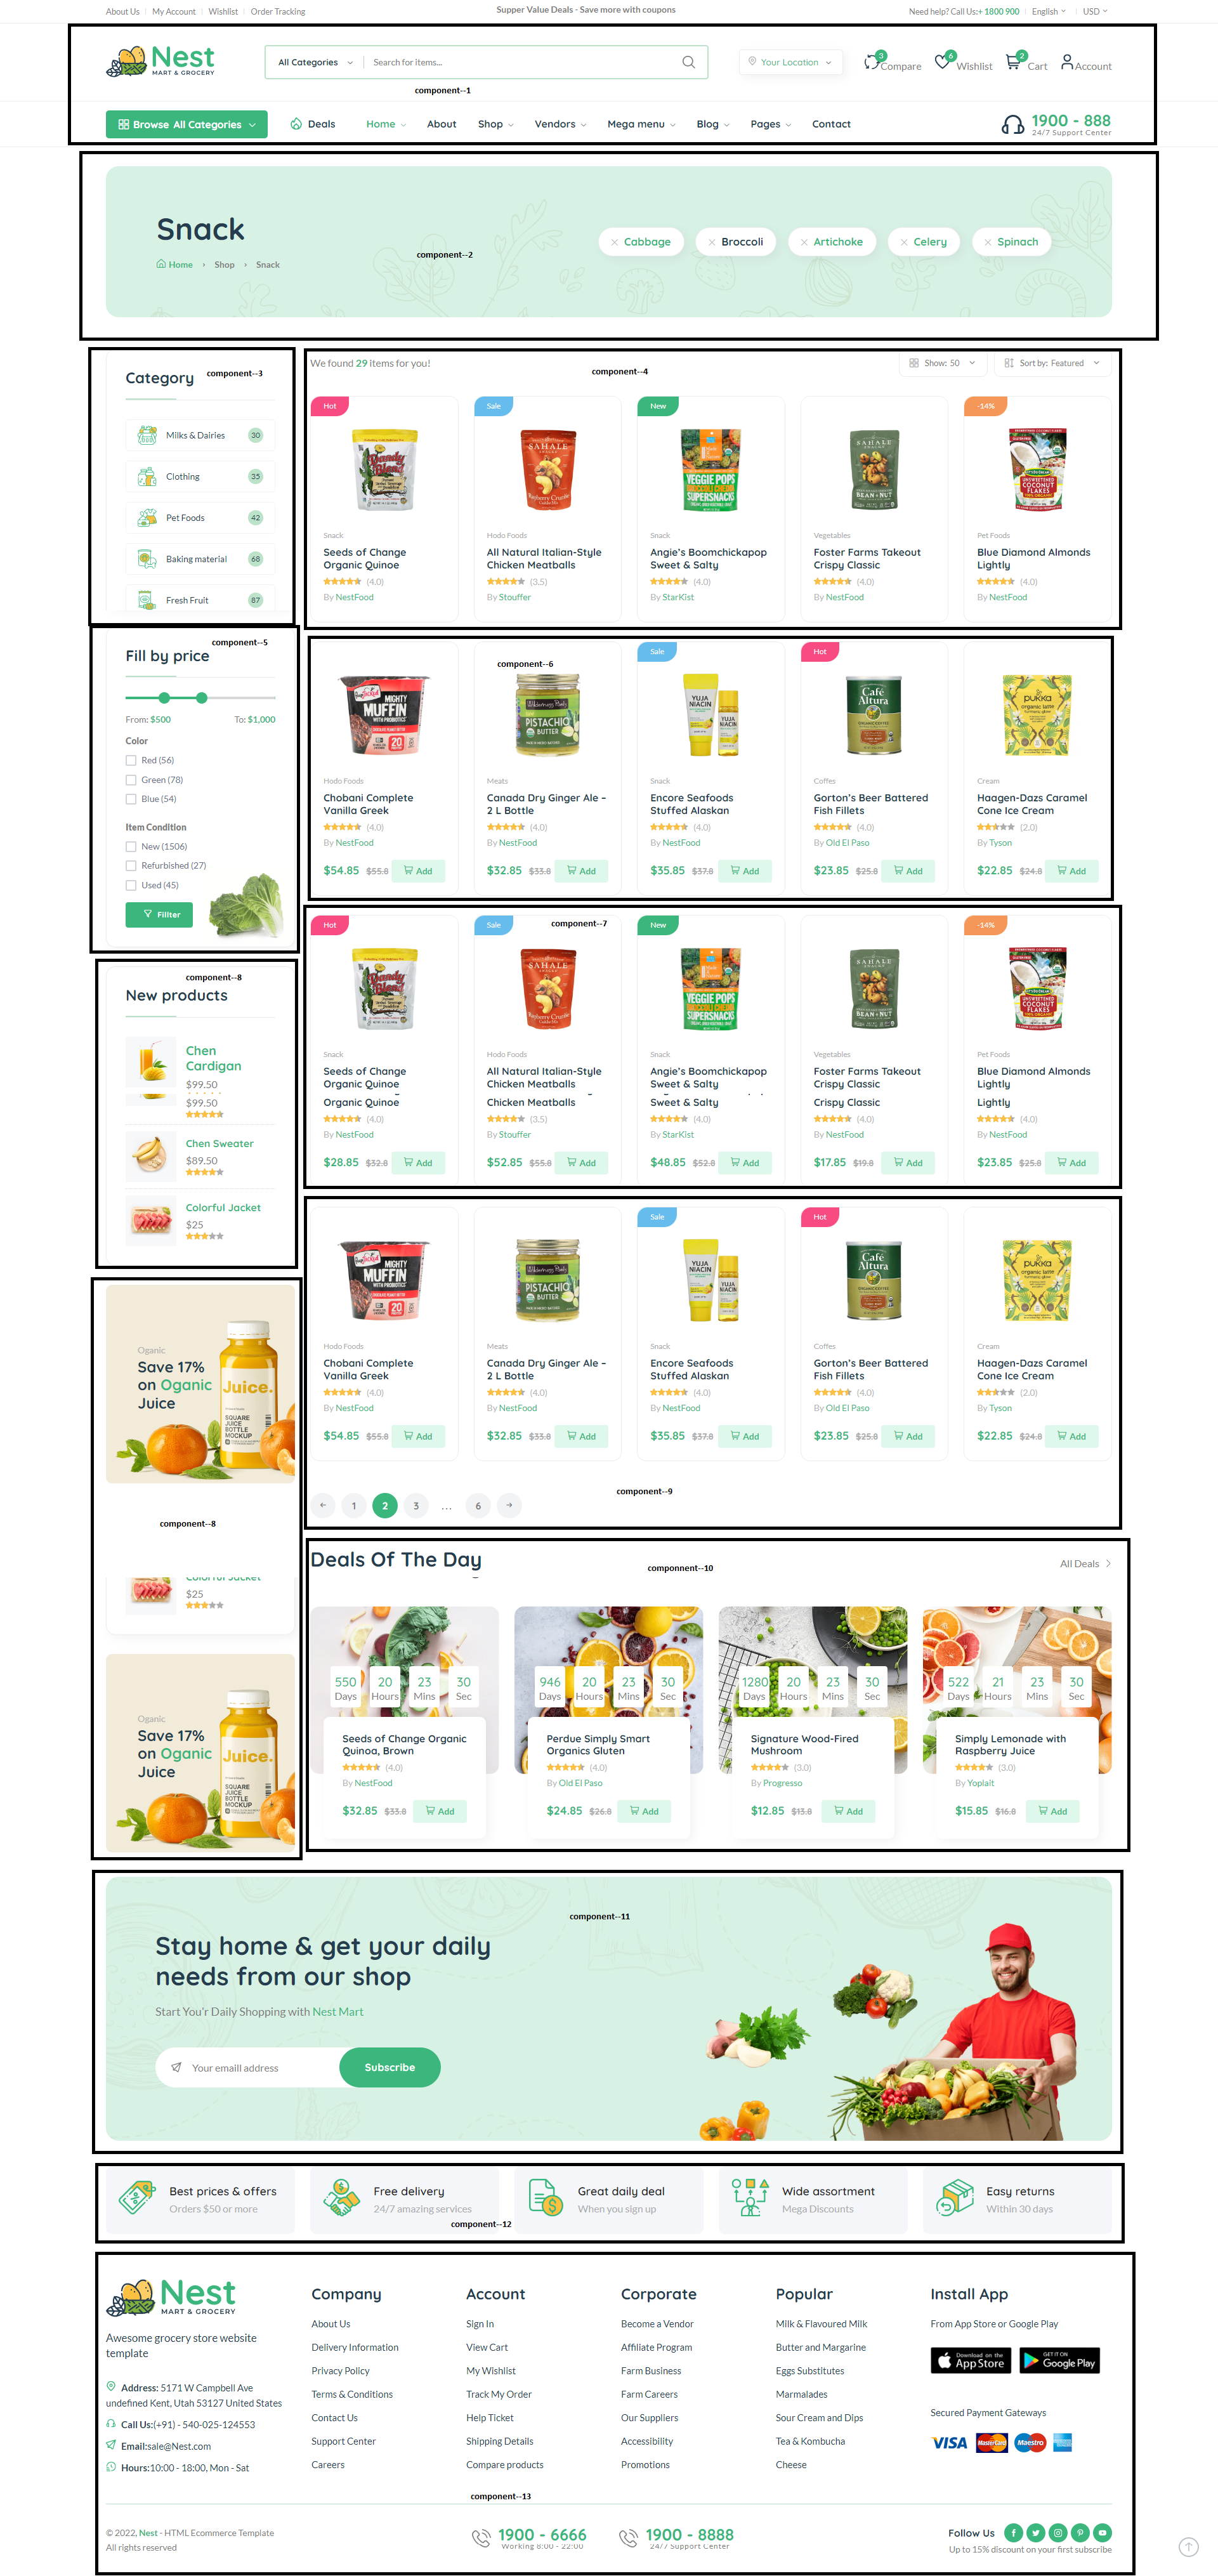 About Us My Account Wishlist Order Tracking
Supper Value Deals - Save more with coupons
Need help? Call Us:+ 1800 900 English USD
Nest
MART & GROCERY
All Categories Search for items...
Your Location
3 Compare 6 Wishlist 2 Cart Account
component--1
Browse All Categories Deals Home About Shop Vendors Mega menu Blog Pages Contact
1900 - 888
24/7 Support Center
Snack
Home › Shop › Snack
component--2
Cabbage Broccoli Artichoke Celery Spinach
Category
component--3
Milks & Dairies 30
Clothing 35
Pet Foods 42
Baking material 68
Fresh Fruit 87
We found 29 items for you!
component--4
Show: 50 Sort by: Featured
Hot Sale New -14%
Snack Hodo Foods Snack Vegetables Pet Foods
Seeds of Change All Natural Italian-Style Angie's Boomchickapop Foster Farms Takeout Blue Diamond Almonds
Organic Quinoe Chicken Meatballs Sweet & Salty Crispy Classic Lightly
(4.0) (3.5) (4.0) (4.0) (4.0)
By NestFood By Stouffer By StarKist By NestFood By NestFood
component--5
Fill by price
From: $500 To: $1,000
Color
Red (56)
Green (78)
Blue (54)
Item Condition
New (1506)
Refurbished (27)
Used (45)
Fillter
component--6
Sale Hot
Hodo Foods Meats Snack Coffes Cream
Chobani Complete Canada Dry Ginger Ale – Encore Seafoods Gorton's Beer Battered Haagen-Dazs Caramel
Vanilla Greek 2 L Bottle Stuffed Alaskan Fish Fillets Cone Ice Cream
(4.0) (4.0) (4.0) (4.0) (2.0)
By NestFood By NestFood By NestFood By Old El Paso By Tyson
$54.85 $55.8 Add $32.85 $33.8 Add $35.85 $37.8 Add $23.85 $25.8 Add $22.85 $24.8 Add
component--7
Hot Sale New -14%
Snack Hodo Foods Snack Vegetables Pet Foods
Seeds of Change All Natural Italian-Style Angie's Boomchickapop Foster Farms Takeout Blue Diamond Almonds
Organic Quinoe Chicken Meatballs Sweet & Salty Crispy Classic Lightly
Organic Quinoe Chicken Meatballs Sweet & Salty Crispy Classic Lightly
(4.0) (3.5) (4.0) (4.0) (4.0)
By NestFood By Stouffer By StarKist By NestFood By NestFood
$28.85 $32.8 Add $52.85 $55.8 Add $48.85 $52.8 Add $17.85 $19.8 Add $23.85 $25.8 Add
component--8
New products
Chen
Cardigan
$99.50
$99.50
Chen Sweater
$89.50
Colorful Jacket
$25
Sale Hot
Hodo Foods Meats Snack Coffes Cream
Chobani Complete Canada Dry Ginger Ale – Encore Seafoods Gorton's Beer Battered Haagen-Dazs Caramel
Vanilla Greek 2 L Bottle Stuffed Alaskan Fish Fillets Cone Ice Cream
(4.0) (4.0) (4.0) (4.0) (2.0)
By NestFood By NestFood By NestFood By Old El Paso By Tyson
$54.85 $55.8 Add $32.85 $33.8 Add $35.85 $37.8 Add $23.85 $25.8 Add $22.85 $24.8 Add
component--9
1 2 3 ... 6
Oganic
Save 17%
on Oganic
Juice
Juice.
SQUARE
JUICE
BOTTLE
MOCKUP
component--8
Colorful Jacket
$25
Oganic
Save 17%
on Oganic
Juice
Juice.
SQUARE
JUICE
BOTTLE
MOCKUP
Deals Of The Day
componnent--10
All Deals
550 20 23 30 946 20 23 30 1280 20 23 30 522 21 23 30
Days Hours Mins Sec Days Hours Mins Sec Days Hours Mins Sec Days Hours Mins Sec
Seeds of Change Organic Perdue Simply Smart Signature Wood-Fired Simply Lemonade with
Quinoa, Brown Organics Gluten Mushroom Raspberry Juice
(4.0) (4.0) (3.0) (3.0)
By NestFood By Old El Paso By Progresso By Yoplait
$32.85 $33.8 Add $24.85 $26.8 Add $12.85 $13.8 Add $15.85 $16.8 Add
component--11
Stay home & get your daily
needs from our shop
Start You'r Daily Shopping with Nest Mart
Your emaill address Subscribe
Best prices & offers Free delivery Great daily deal Wide assortment Easy returns
Orders $50 or more 24/7 amazing services When you sign up Mega Discounts Within 30 days
component--12
Nest
MART & GROCERY
Awesome grocery store website
template
Address: 5171 W Campbell Ave
undefined Kent, Utah 53127 United States
Call Us:(+91) - 540-025-124553
Email:sale@Nest.com
Hours:10:00 - 18:00, Mon - Sat
Company
About Us
Delivery Information
Privacy Policy
Terms & Conditions
Contact Us
Support Center
Careers
Account
Sign In
View Cart
My Wishlist
Track My Order
Help Ticket
Shipping Details
Compare products
Corporate
Become a Vendor
Affiliate Program
Farm Business
Farm Careers
Our Suppliers
Accessibility
Promotions
Popular
Milk & Flavoured Milk
Butter and Margarine
Eggs Substitutes
Marmalades
Sour Cream and Dips
Tea & Kombucha
Cheese
Install App
From App Store or Google Play
Download on the App Store
GET IT ON Google Play
Secured Payment Gateways
VISA MasterCard Maestro
component--13
© 2022, Nest - HTML Ecommerce Template
All rights reserved
1900 - 6666
Working 8:00 - 22:00
1900 - 8888
24/7 Support Center
Follow Us
Up to 15% discount on your first subscribe